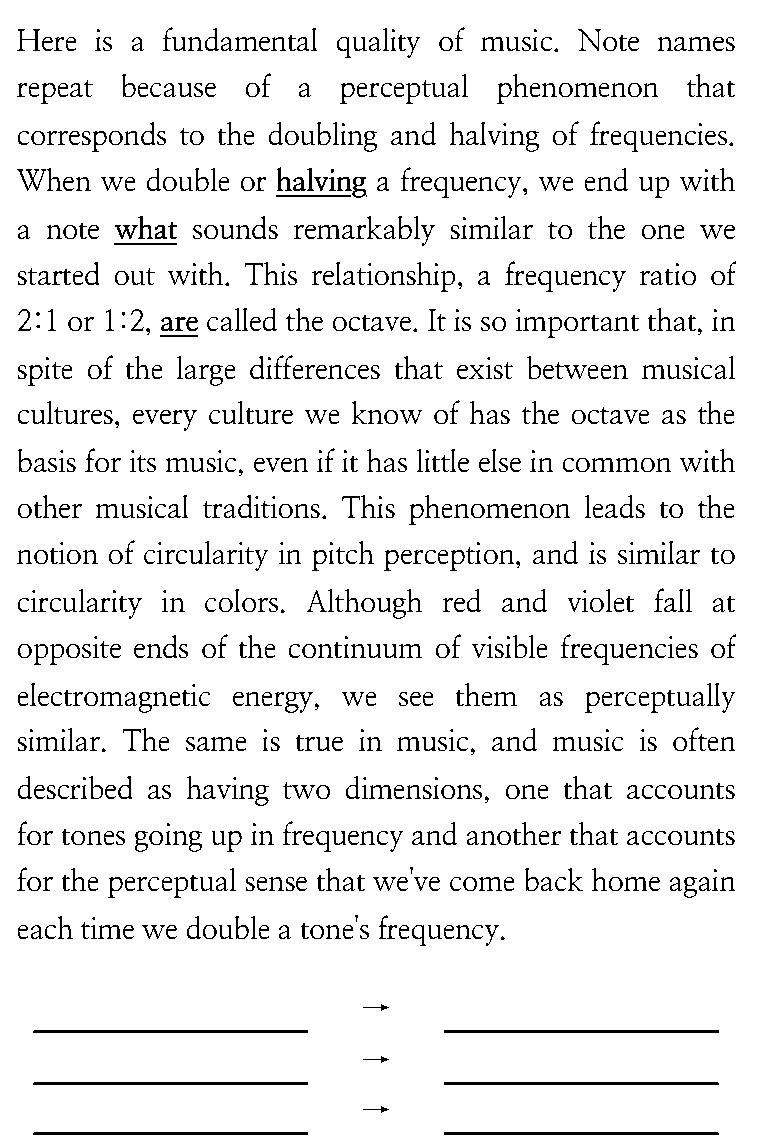 Here is a fundamental quality of music. Note names
repeat because of a perceptual phenomenon that
corresponds to the doubling and halving of frequencies.
When we double or halving a frequency, we end up with
a note what sounds remarkably similar to the one we
started out with. This relationship, a frequency ratio of
2:1 or 1:2, are called the octave. It is so important that, in
spite of the large differences that exist between musical
cultures, every culture we know of has the octave as the
basis for its music, even if it has little else in common with
other musical traditions. This phenomenon leads to the
notion of circularity in pitch perception, and is similar to
circularity in colors. Although red and violet fall at
opposite ends of the continuum of visible frequencies of
electromagnetic energy, we see them as perceptually
similar. The same is true in music, and music is often
described as having two dimensions, one that accounts
for tones going up in frequency and another that accounts
for the perceptual sense that we've come back home again
each time we double a tone's frequency.
→
→
→